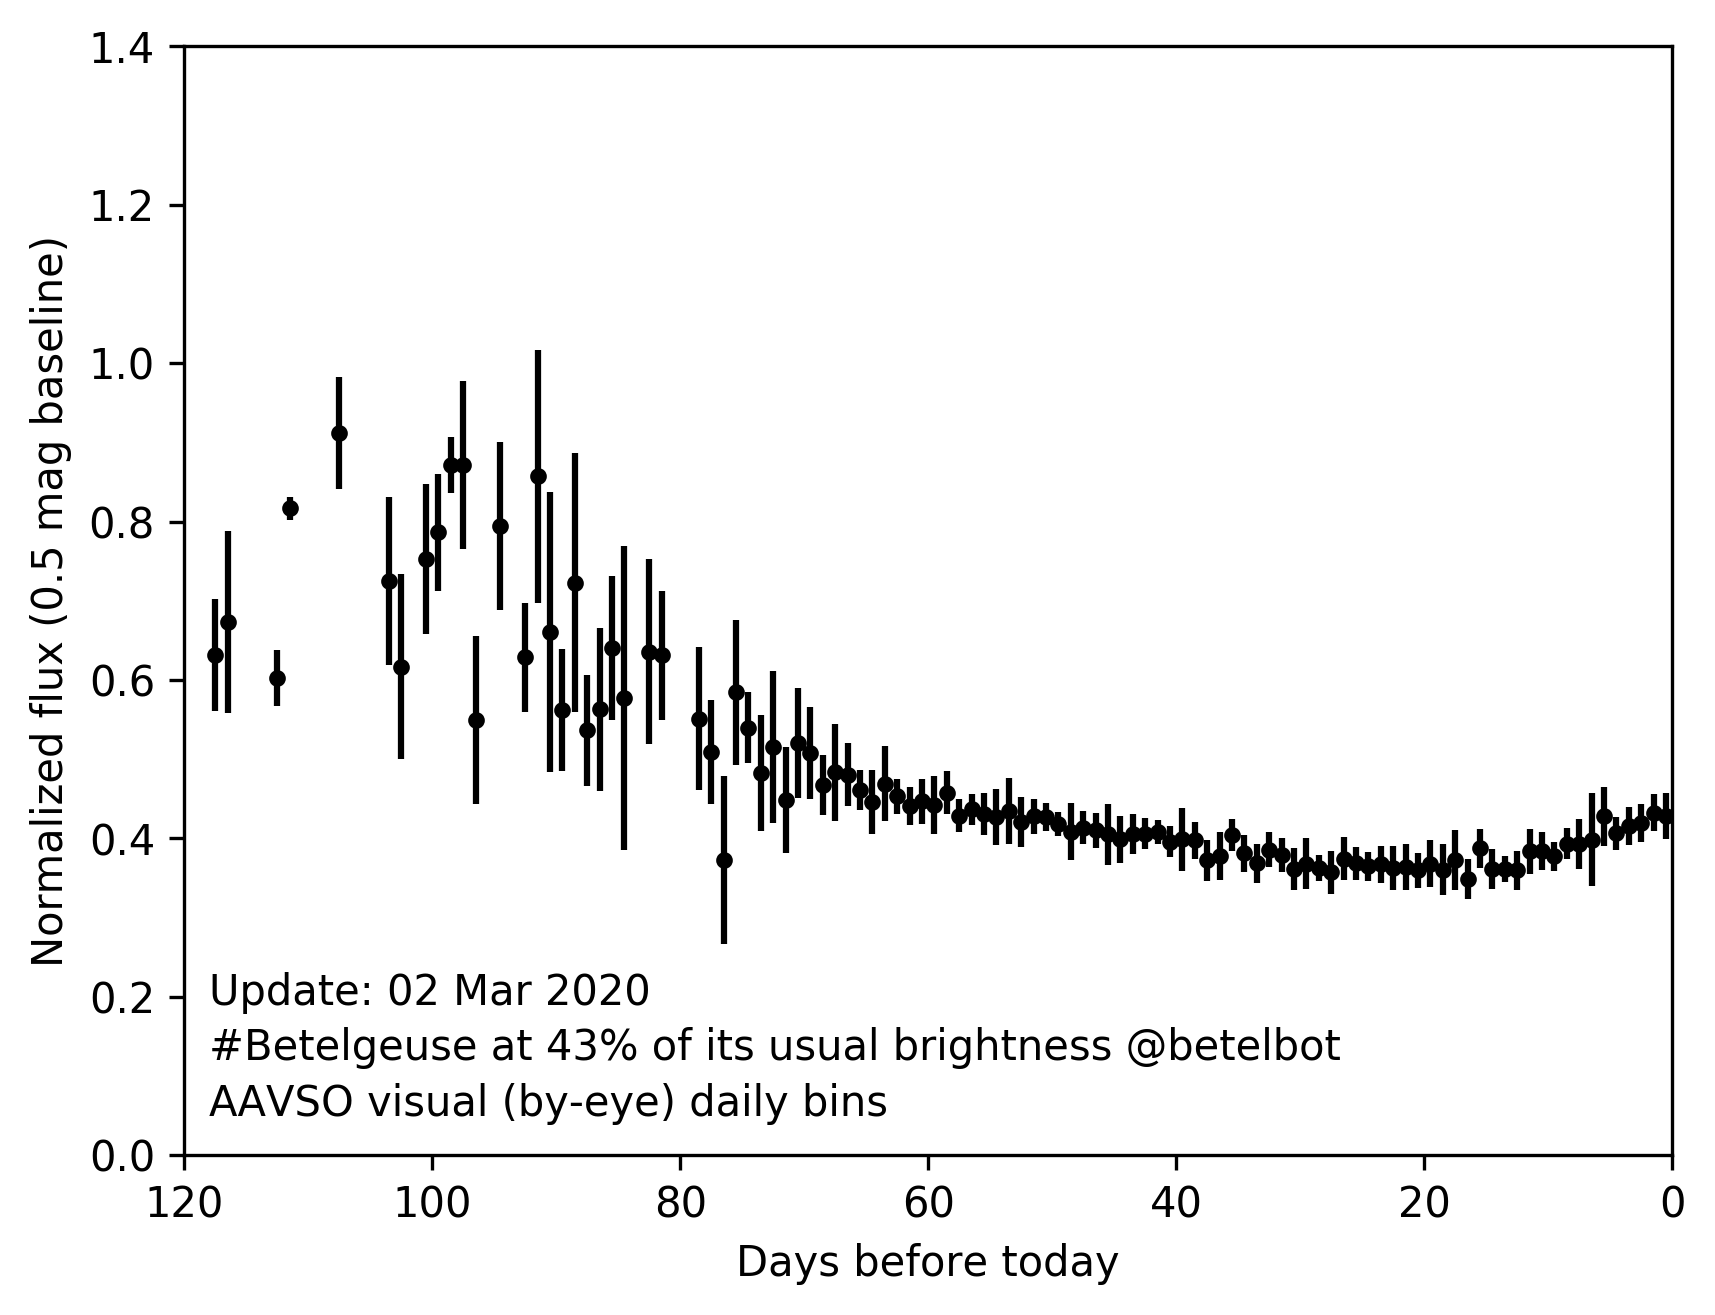 1.4
1.2
1.0
0.8
0.6
0.4
0.2
0.0
Normalized flux (0.5 mag baseline)
Update: 02 Mar 2020
#Betelgeuse at 43% of its usual brightness @betelbot
AAVSO visual (by-eye) daily bins
120 100 80 60 40 20 0
Days before today